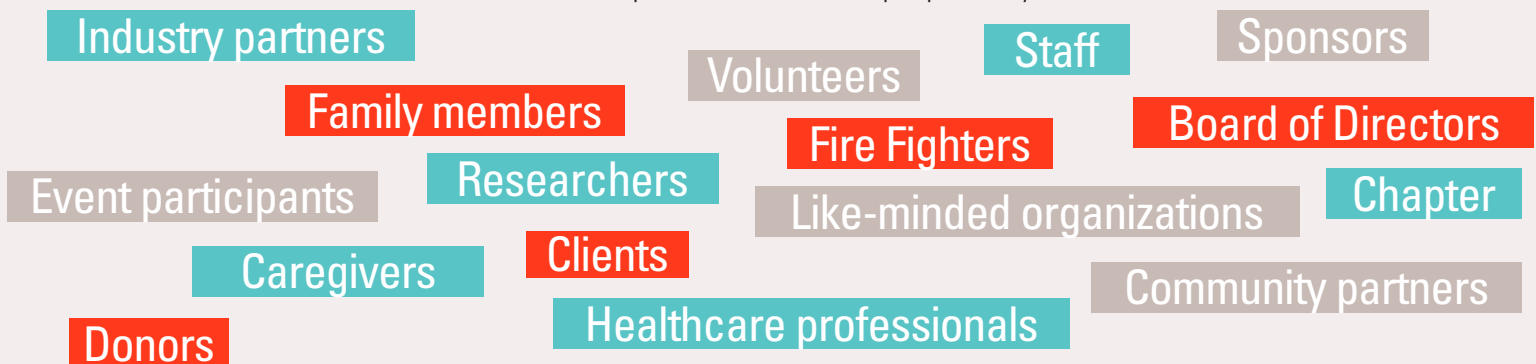 Industry partners
Staff
Sponsors
Volunteers
Family members
Board of Directors
Fire Fighters
Researchers
Event participants
Like-minded organizations
Chapter
Clients
Caregivers
Community partners
Healthcare professionals
Donors